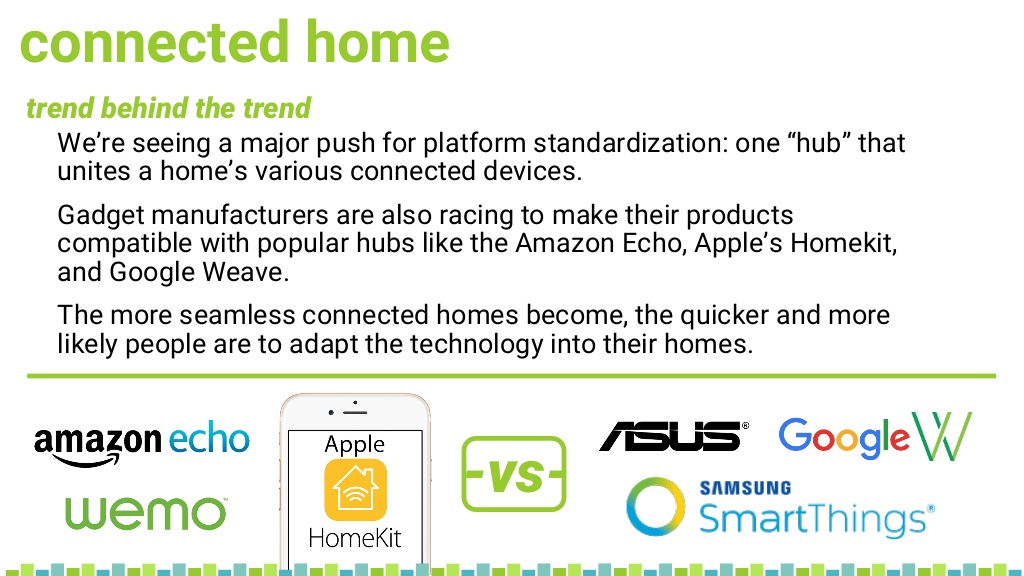 connected home
trend behind the trend
We’re seeing a major push for platform standardization: one “hub” that
unites a home’s various connected devices.
Gadget manufacturers are also racing to make their products
compatible with popular hubs like the Amazon Echo, Apple’s Homekit,
and Google Weave.
The more seamless connected homes become, the quicker and more
likely people are to adapt the technology into their homes.
amazon echo
wemo™
Apple
HomeKit
-vs-
ASUS®
Google W
SAMSUNG
SmartThings®